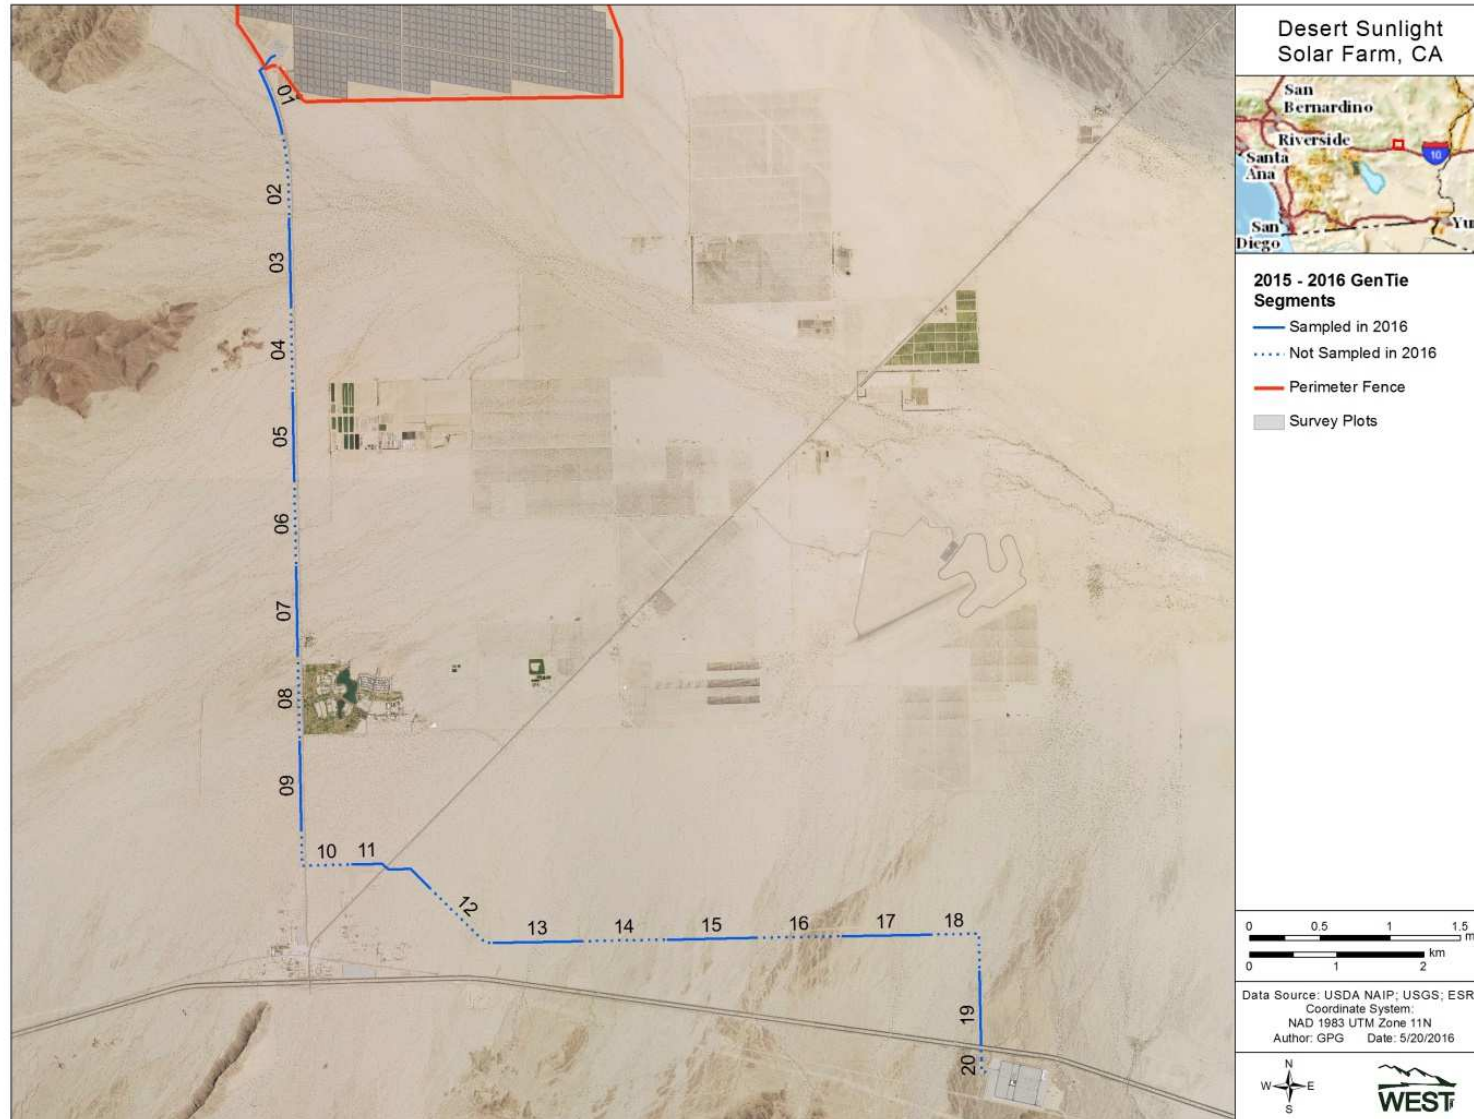 Desert Sunlight
Solar Farm, CA
San
Bernardino
Riverside
Santa
Ana
10
San
Diego
Yu
2015 - 2016 GenTie
Segments
Sampled in 2016
Not Sampled in 2016
Perimeter Fence
Survey Plots
01
02
03
04
05
06
07
08
09
10
11
12
13
14
15
16
17
18
19
20
0 0.5 1 1.5
m
km
0 1 2
Data Source: USDA NAIP; USGS; ESR
Coordinate System:
NAD 1983 UTM Zone 11N
Author: GPG Date: 5/20/2016
N
W E
S
WEST